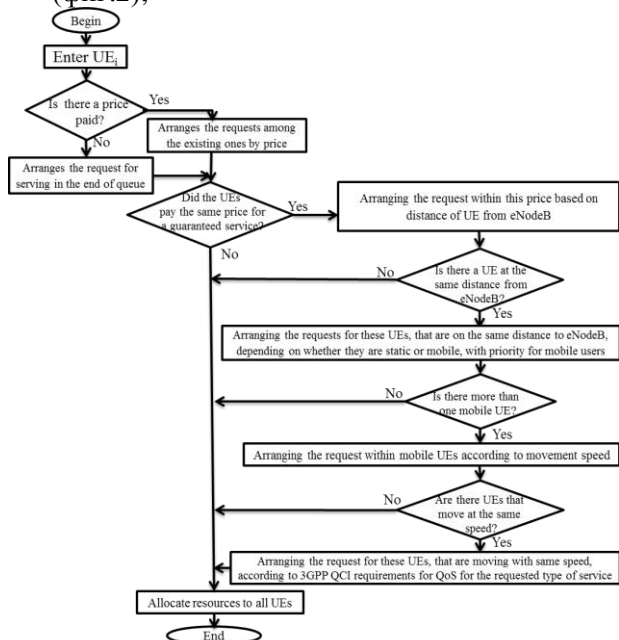 (фиг.2),
Begin
Enter UEi
Is there a price
paid?
Yes
No
Arranges the requests among
the existing ones by price
Arranges the request for
serving in the end of queue
Did the UEs
pay the same price for
a guaranteed service?
Yes
No
Arranging the request within this price based on
distance of UE from eNodeB
Is there a UE at the
same distance from
eNodeB?
No
Yes
Arranging the requests for these UEs, that are on the same distance to eNodeB,
depending on whether they are static or mobile, with priority for mobile users
Is there more than
one mobile UE?
No
Yes
Arranging the request within mobile UEs according to movement speed
Are there UEs that
move at the same
speed?
No
Yes
Arranging the request for these UEs, that are moving with same speed,
according to 3GPP QCI requirements for QoS for the requested type of service
Allocate resources to all UEs
End